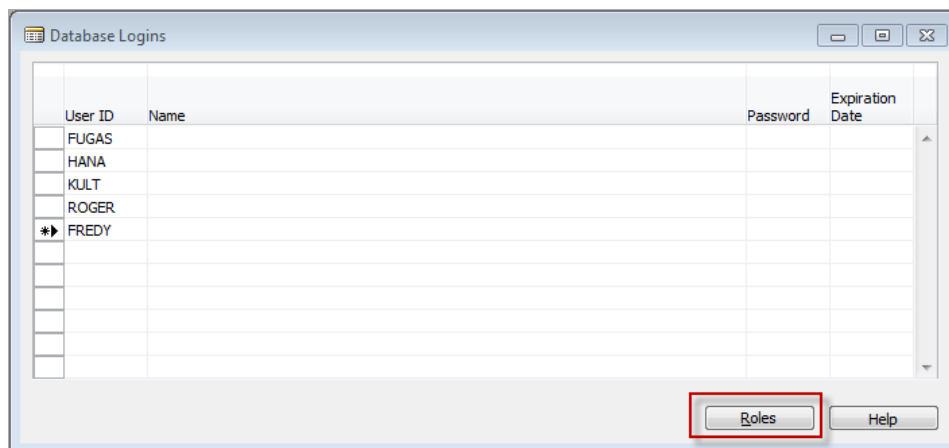 Database Logins
User ID Name Password Expiration Date
FUGAS
HANA
KULT
ROGER
FREDY
Roles Help